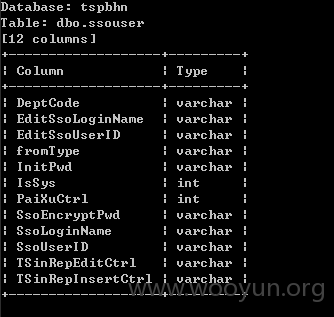 Database: tspbhn
Table: dbo.ssouser
[12 columns]
+------------------+---------+
¦ Column ¦ Type ¦
+------------------+---------+
¦ DeptCode ¦ varchar ¦
¦ EditSsoLoginName ¦ varchar ¦
¦ EditSsoUserID ¦ varchar ¦
¦ fromType ¦ varchar ¦
¦ InitPwd ¦ varchar ¦
¦ IsSys ¦ int ¦
¦ PaiXuCtrl ¦ int ¦
¦ SsoEncryptPwd ¦ varchar ¦
¦ SsoLoginName ¦ varchar ¦
¦ SsoUserID ¦ varchar ¦
¦ TSinRepEditCtrl ¦ varchar ¦
¦ TSinRepInsertCtrl ¦ varchar ¦
+------------------+---------+
www.wooyun.org